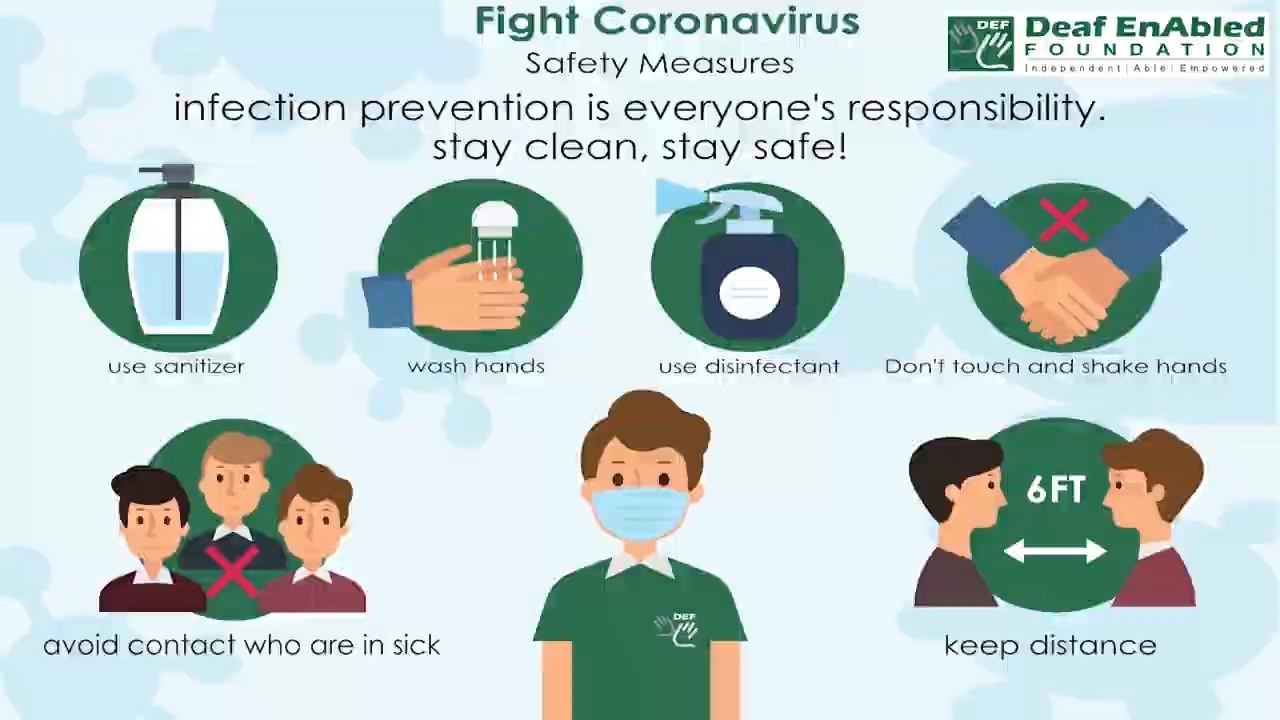 Fight Coronavirus
Safety Measures
DEF
Deaf EnAbled
FOUNDATION
Independent | Able | Empowered
infection prevention is everyone's responsibility.
stay clean, stay safe!
use sanitizer
wash hands
use disinfectant
Don't touch and shake hands
6FT
DEF
avoid contact who are in sick
keep distance